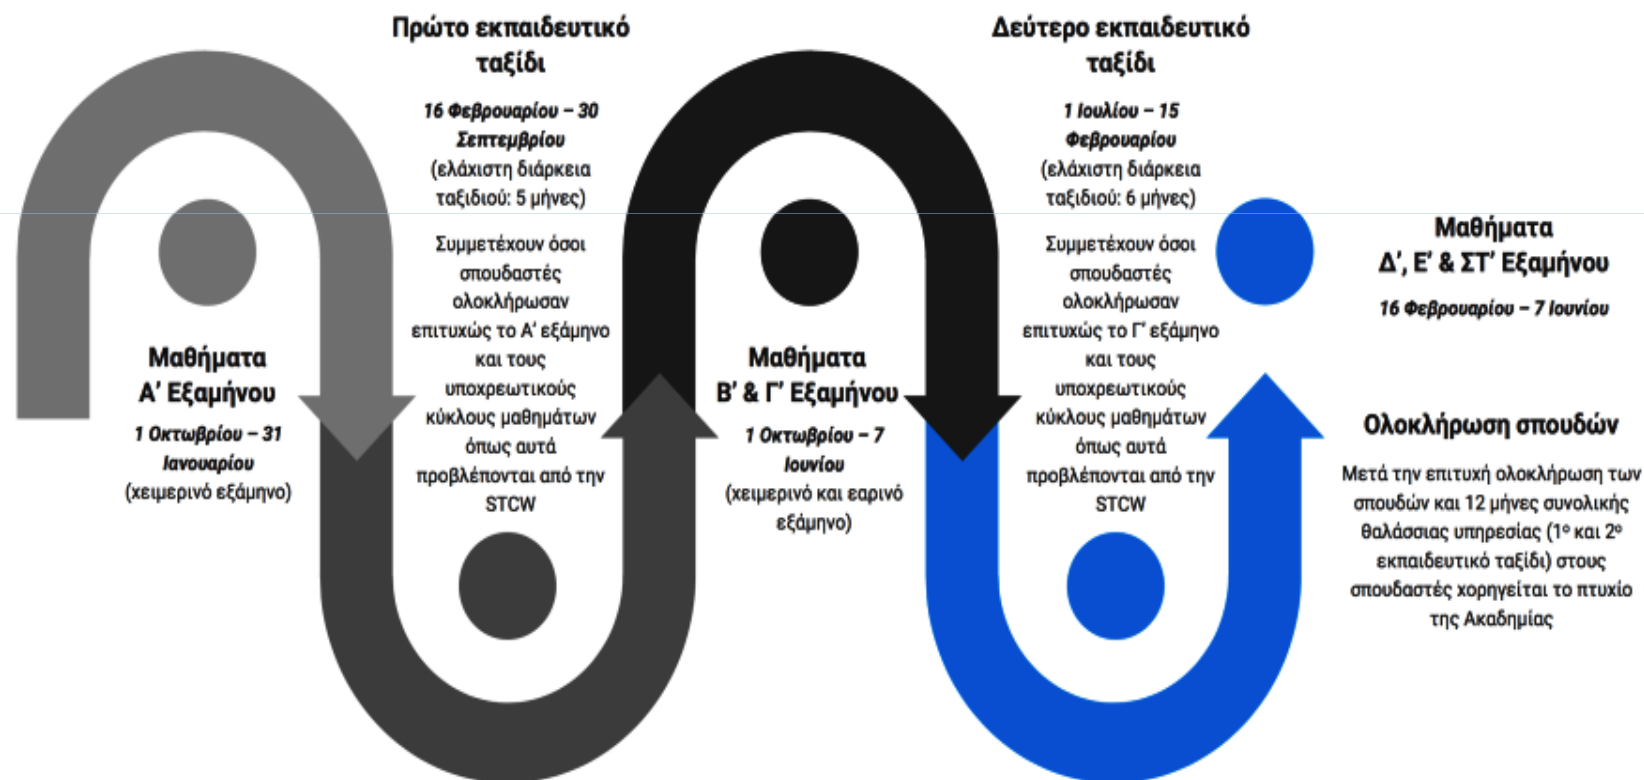 Μαθήματα
Α’ Εξαμήνου
1 Οκτωβρίου – 31
Ιανουαρίου
(χειμερινό εξάμηνο)
Πρώτο εκπαιδευτικό
ταξίδι
16 Φεβρουαρίου – 30
Σεπτεμβρίου
(ελάχιστη διάρκεια
ταξιδιού: 5 μήνες)
Συμμετέχουν όσοι
σπουδαστές
ολοκλήρωσαν
επιτυχώς το Α’ εξάμηνο
και τους
υποχρεωτικούς
κύκλους μαθημάτων
όπως αυτά
προβλέπονται από την
STCW
Μαθήματα
Β’ & Γ’ Εξαμήνου
1 Οκτωβρίου – 7
Ιουνίου
(χειμερινό και εαρινό
εξάμηνο)
Δεύτερο εκπαιδευτικό
ταξίδι
1 Ιουλίου – 15
Φεβρουαρίου
(ελάχιστη διάρκεια
ταξιδιού: 6 μήνες)
Συμμετέχουν όσοι
σπουδαστές
ολοκλήρωσαν
επιτυχώς το Γ’ εξάμηνο
και τους
υποχρεωτικούς
κύκλους μαθημάτων
όπως αυτά
προβλέπονται από την
STCW
Μαθήματα
Δ’, Ε’ & ΣΤ’ Εξαμήνου
16 Φεβρουαρίου – 7 Ιουνίου
Ολοκλήρωση σπουδών
Μετά την επιτυχή ολοκλήρωση των
σπουδών και 12 μήνες συνολικής
θαλάσσιας υπηρεσίας (1ο και 2ο
εκπαιδευτικό ταξίδι) στους
σπουδαστές χορηγείται το πτυχίο
της Ακαδημίας